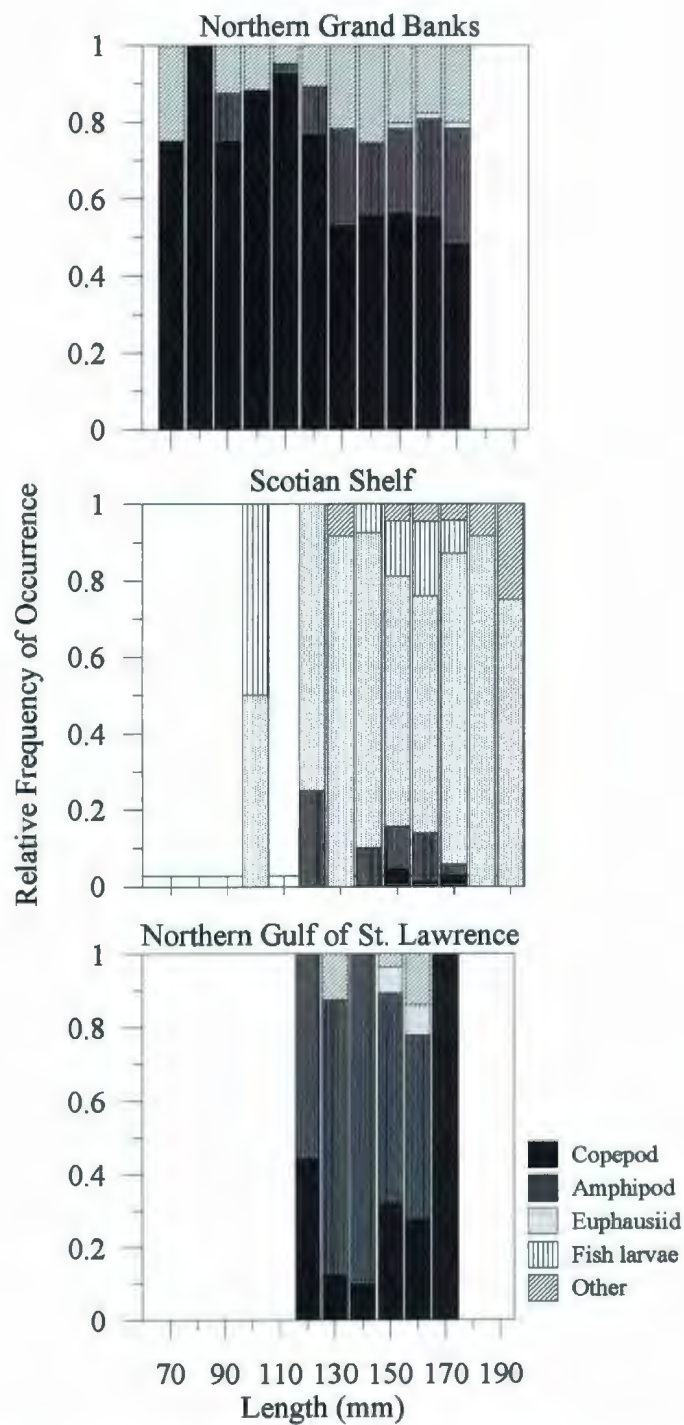 Northern Grand Banks
1
0.8
0.6
0.4
0.2
0
Scotian Shelf
1
0.8
0.6
0.4
0.2
0
Relative Frequency of Occurrence
Northern Gulf of St. Lawrence
1
0.8
0.6
0.4
0.2
0
Copepod
Amphipod
Euphausiid
Fish larvae
Other
70 90 110 130 150 170 190
Length (mm)